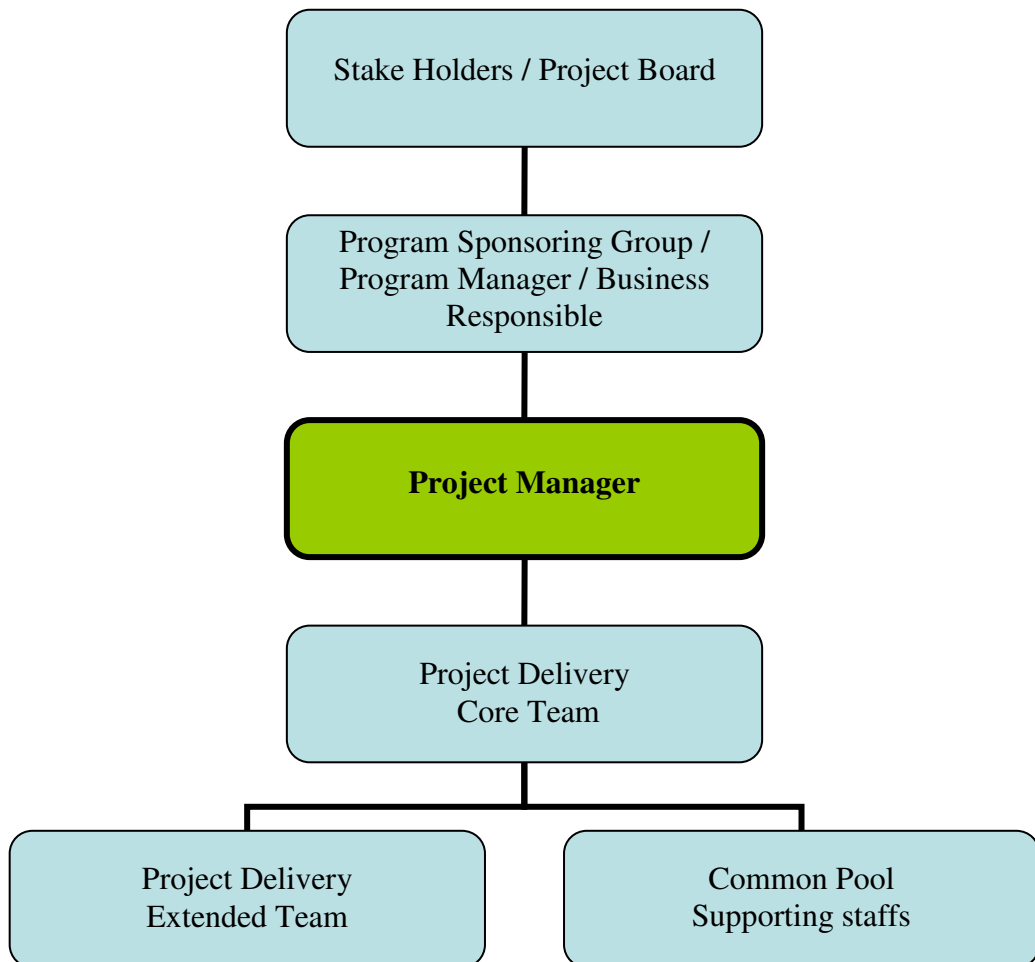 Stake Holders / Project Board
Program Sponsoring Group /
Program Manager / Business
Responsible
Project Manager
Project Delivery
Core Team
Project Delivery
Extended Team
Common Pool
Supporting staffs